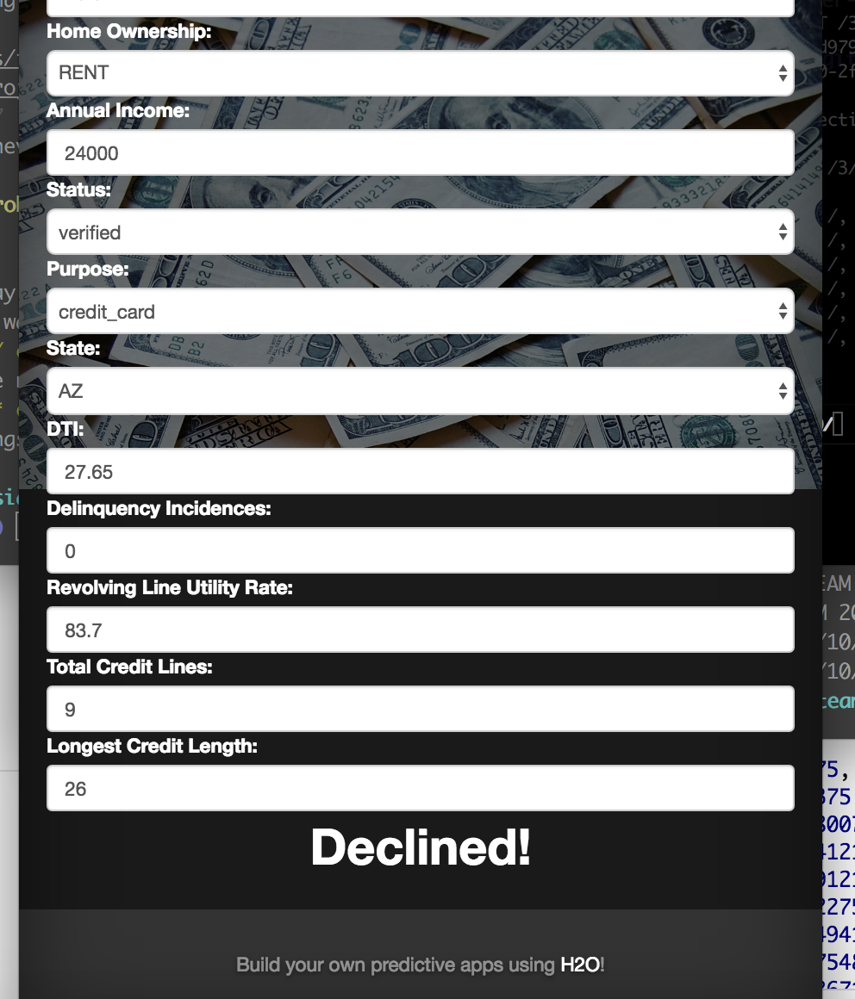 Home Ownership:
RENT
Annual Income:
24000
Status:
verified
Purpose:
credit_card
State:
AZ
DTI:
27.65
Delinquency Incidences:
0
Revolving Line Utility Rate:
83.7
Total Credit Lines:
9
Longest Credit Length:
26
Declined!
Build your own predictive apps using H2O!